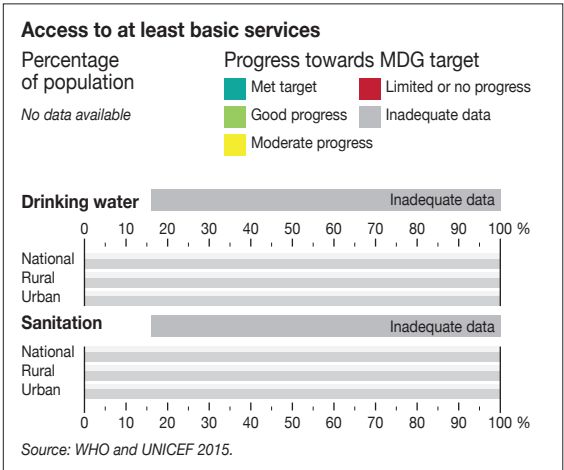 Access to at least basic services
Percentage
of population
No data available
Progress towards MDG target
Met target
Limited or no progress
Good progress
Inadequate data
Moderate progress
Drinking water
Inadequate data
0 10 20 30 40 50 60 70 80 90 100 %
National
Rural
Urban
Sanitation
Inadequate data
National
Rural
Urban
0 10 20 30 40 50 60 70 80 90 100 %
Source: WHO and UNICEF 2015.